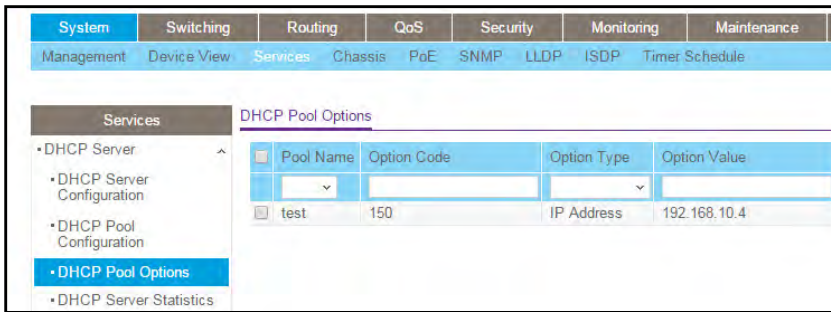 System Switching Routing QoS Security Monitoring Maintenance
Management Device View Services Chassis PoE SNMP LLDP ISDP Timer Schedule
Services
DHCP Pool Options
• DHCP Server
• DHCP Server
Configuration
• DHCP Pool
Configuration
• DHCP Pool Options
• DHCP Server Statistics
Pool Name Option Code Option Type Option Value
test 150 IP Address 192.168.10.4